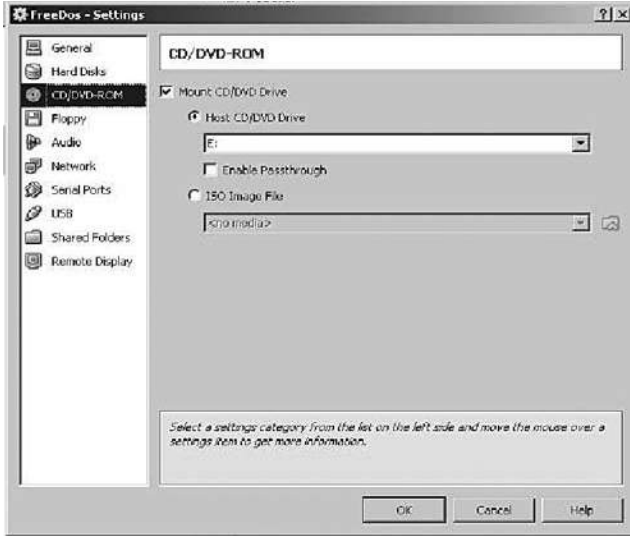 FreeDos - Settings
General
Hard Disks
CD/DVD-ROM
Floppy
Audio
Network
Serial Ports
USB
Shared Folders
Remote Display
CD/DVD-ROM
Mount CD/DVD Drive
Host CD/DVD Drive
E:
Enable Passthrough
ISO Image File
<no media>
Select a settings category from the list on the left side and move the mouse over a
settings item to get more information.
OK
Cancel
Help